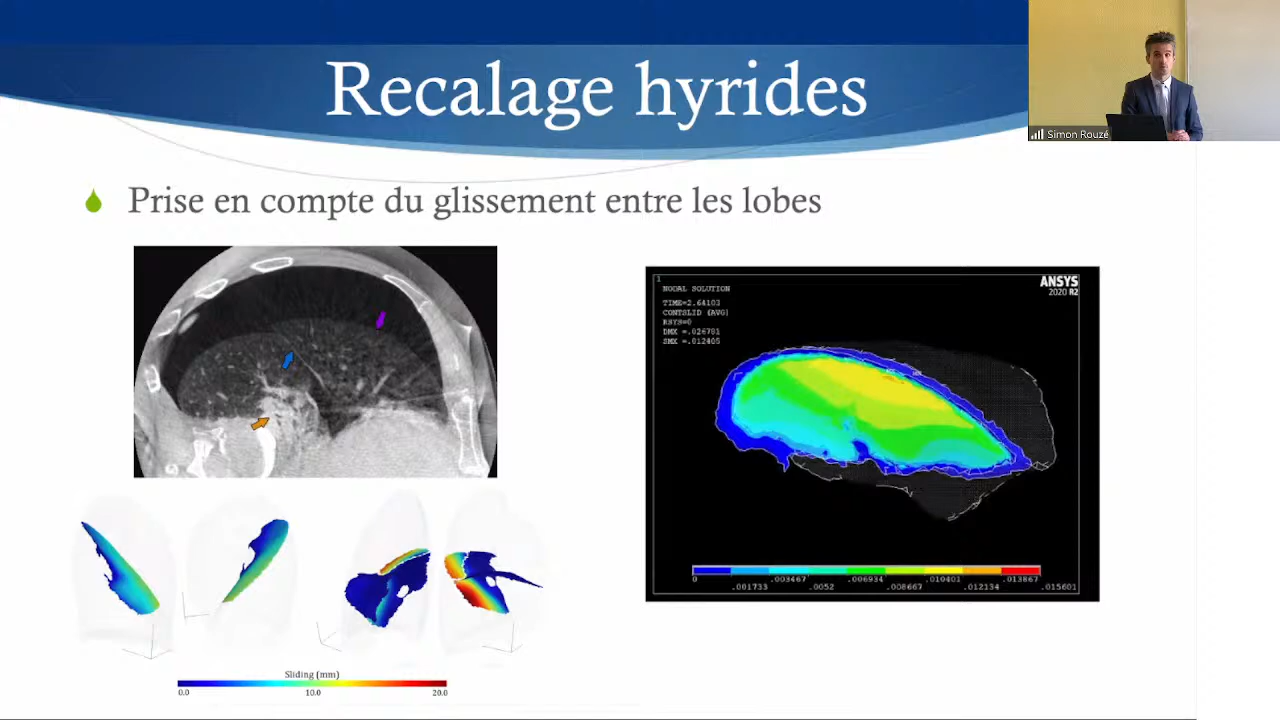 Recalage hyrides
Simon Rouzé
Prise en compte du glissement entre les lobes
1
NODAL SOLUTION
TIME=2.64103
CONTSLID (AVG)
RSYS=0
DMX =.026781
SMX =.012405
ANSYS
2020 R2
0 .003467 .006934 .010401 .013867
.001733 .0052 .008667 .012134 .015601
Sliding (mm)
0.0 10.0 20.0